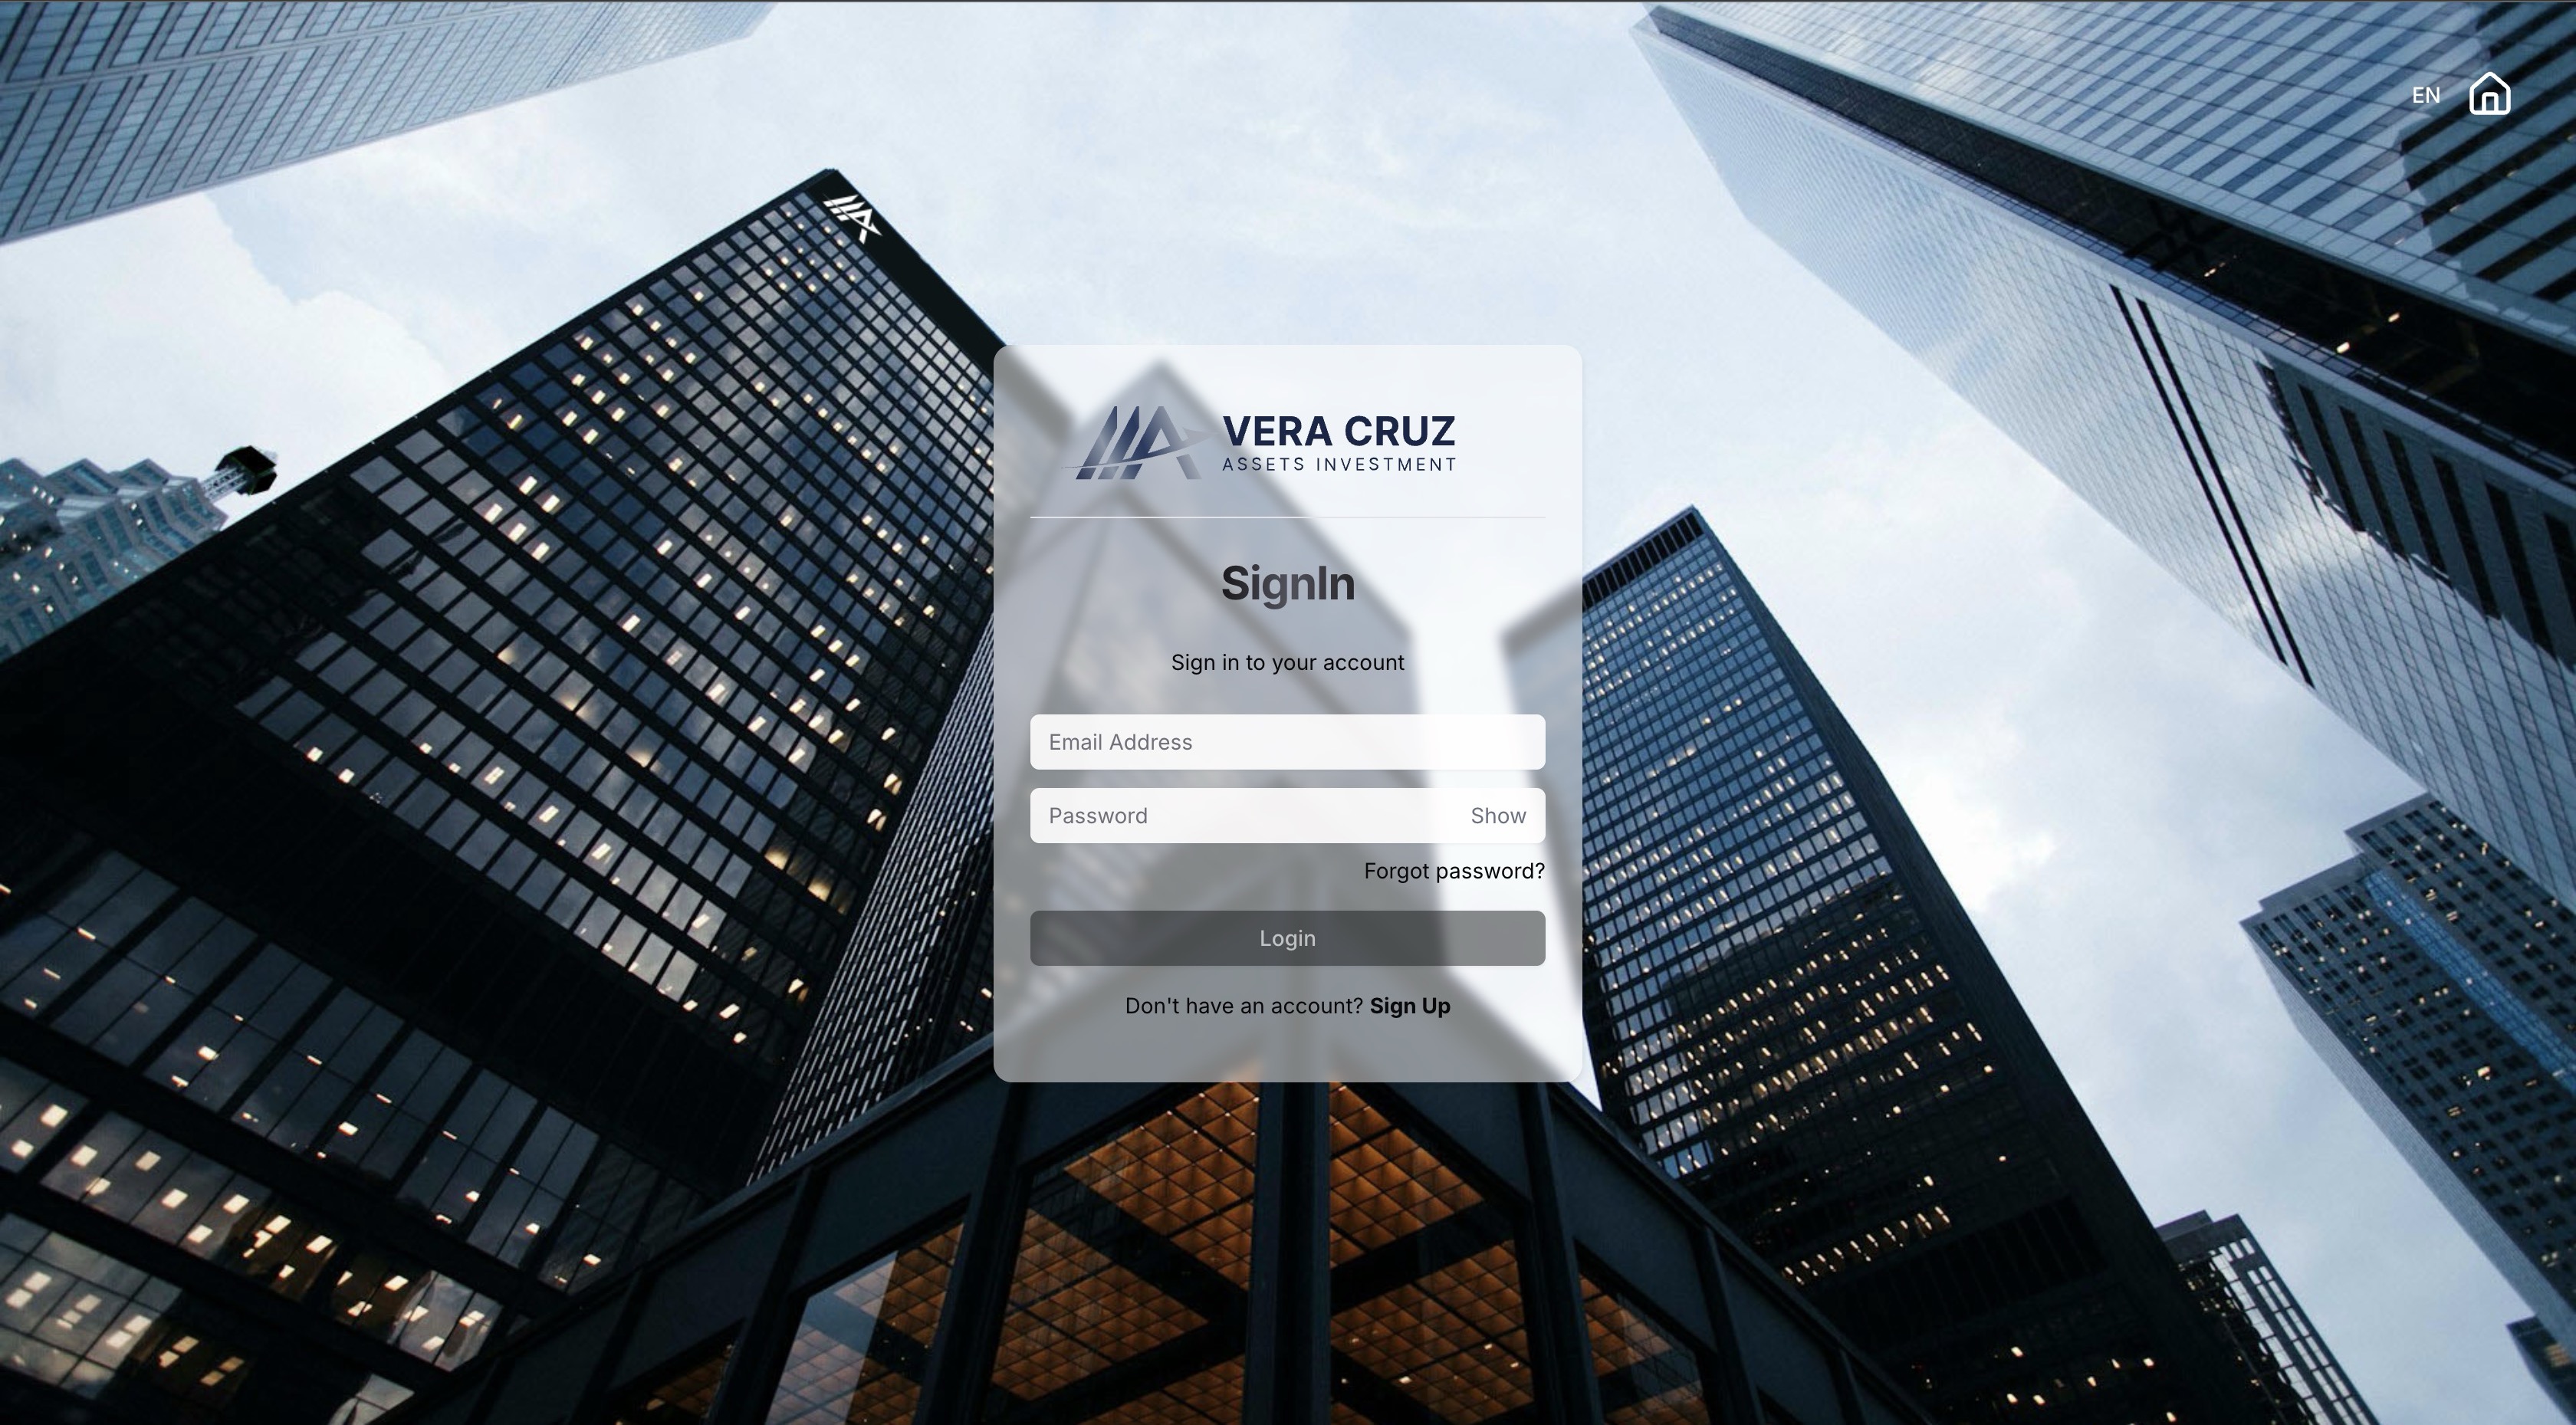 EN
VERA CRUZ
ASSETS INVESTMENT
SignIn
Sign in to your account
Email Address
Password Show
Forgot password?
Login
Don't have an account? Sign Up